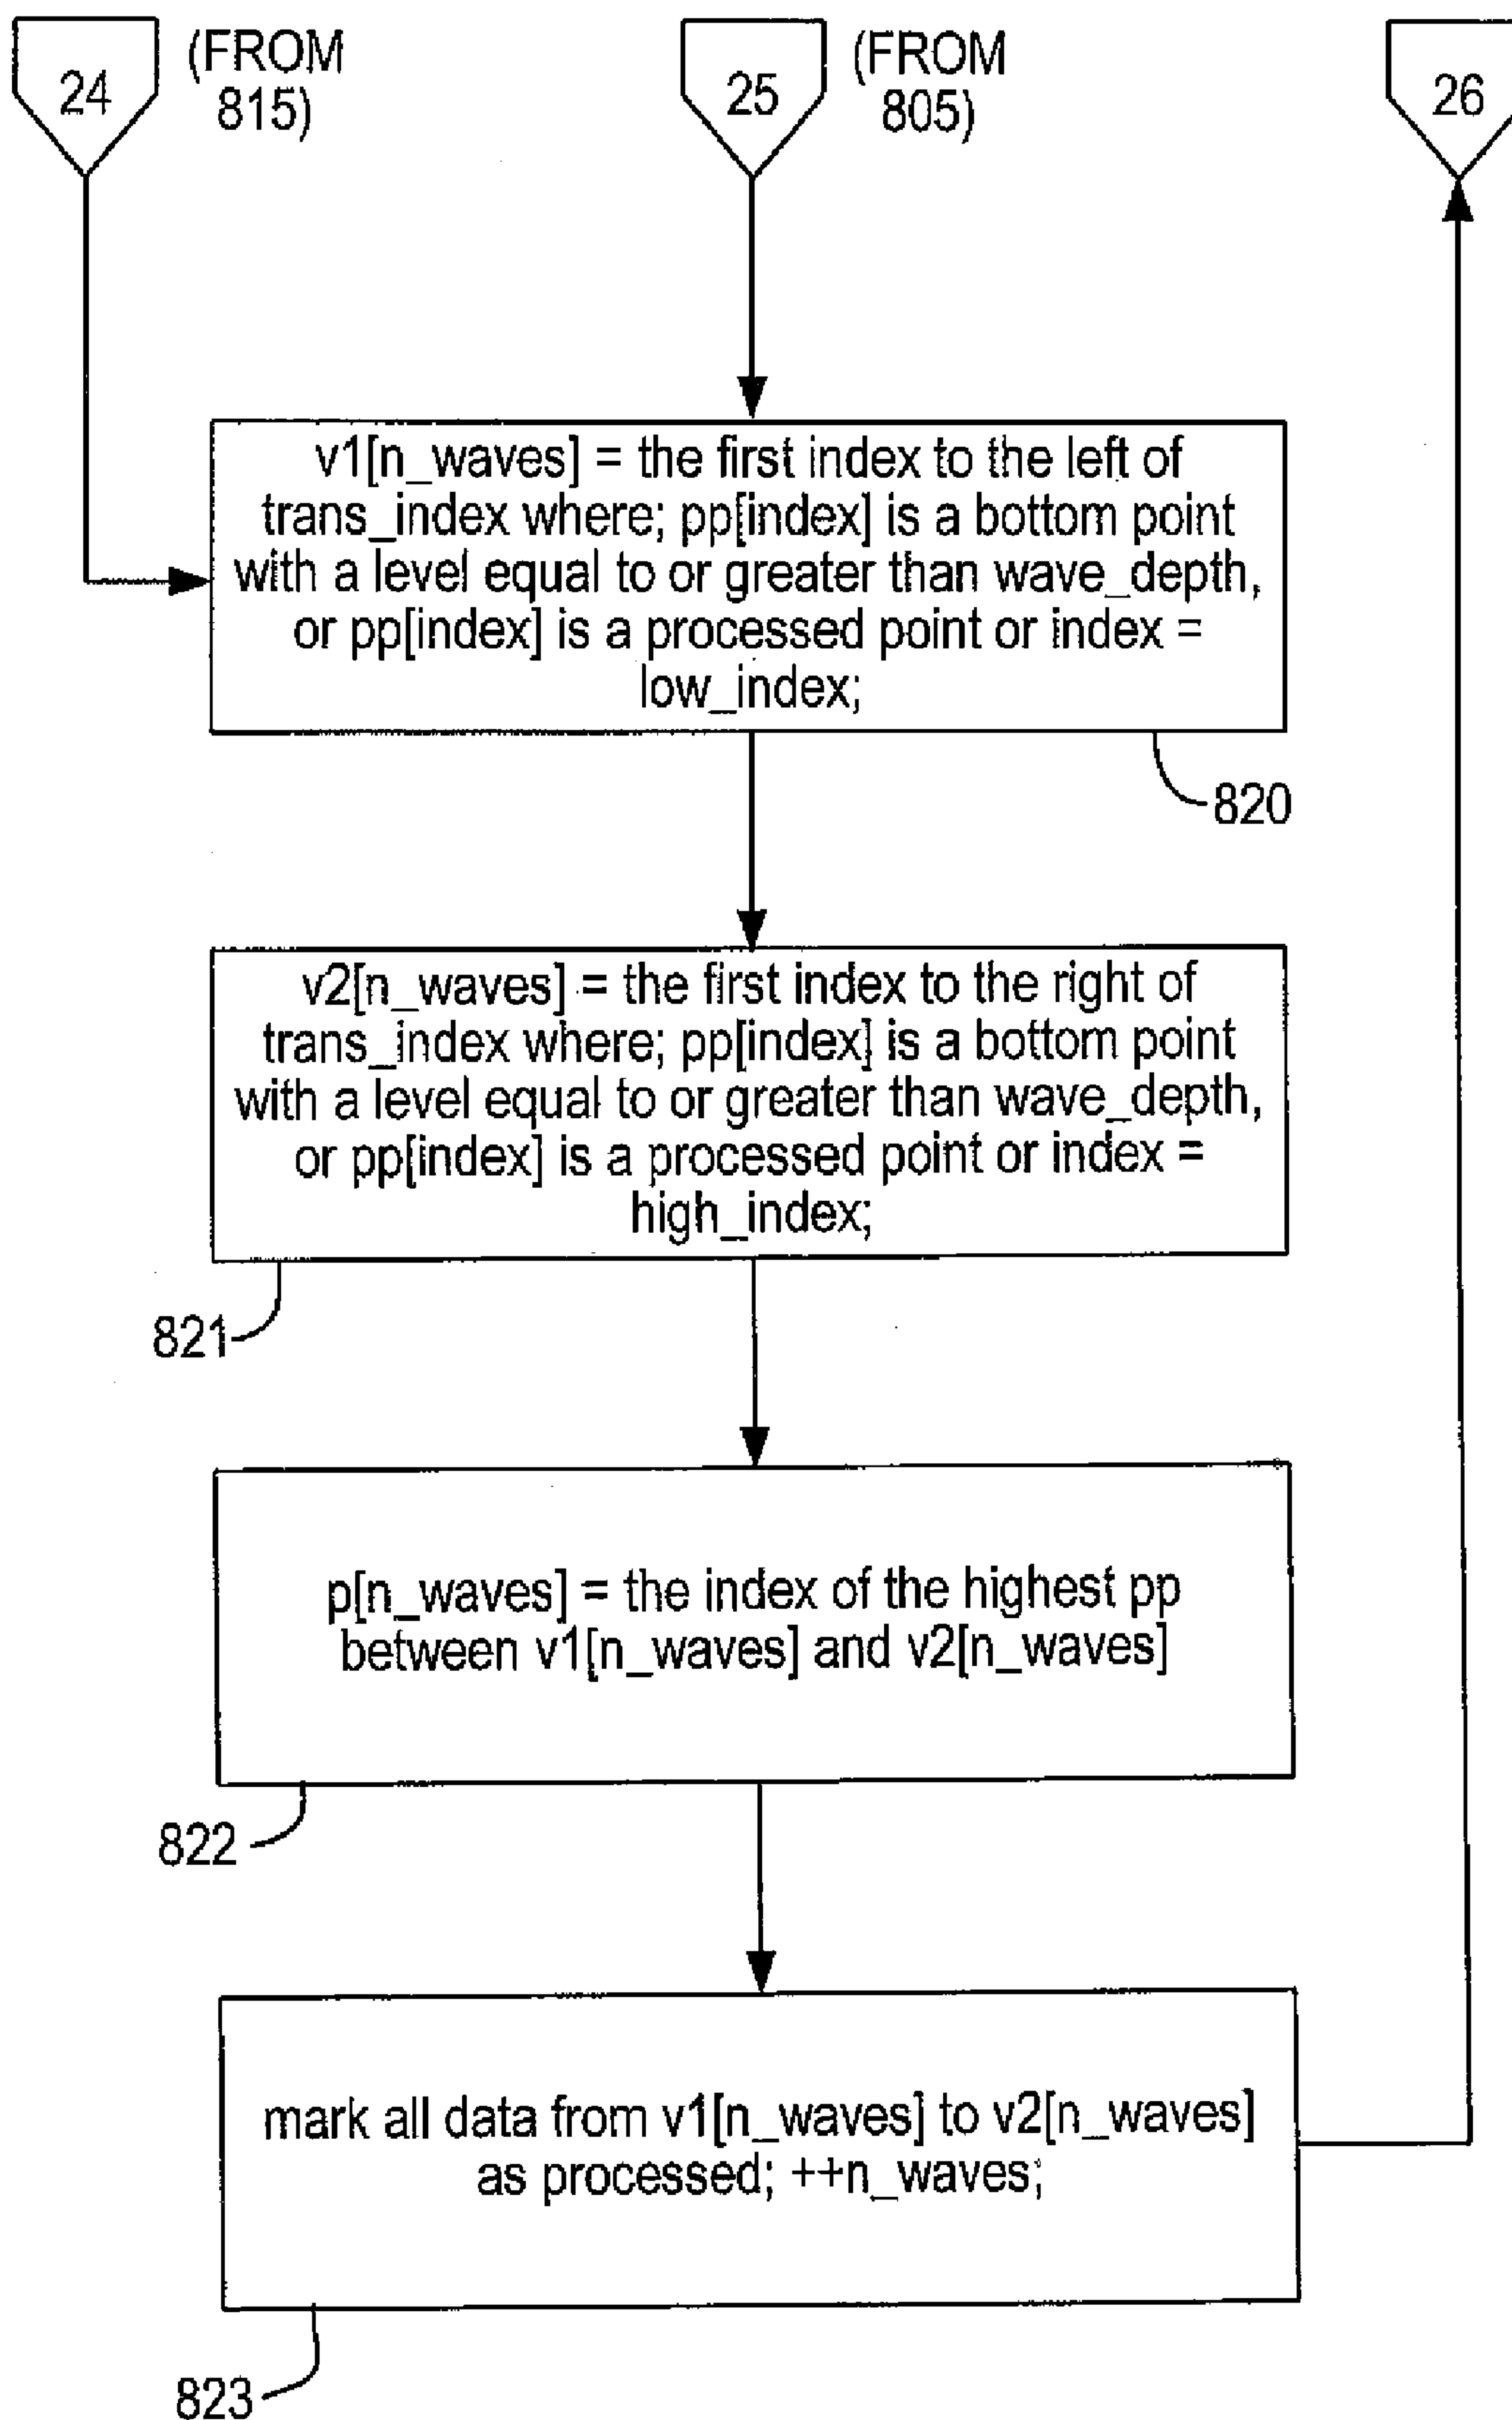 24
(FROM
815)
25
(FROM
805)
26
v1[n_waves] = the first index to the left of
trans_index where; pp[index] is a bottom point
with a level equal to or greater than wave_depth,
or pp[index] is a processed point or index =
low_index;
820
v2[n_waves] = the first index to the right of
trans_index where; pp[index] is a bottom point
with a level equal to or greater than wave_depth,
or pp[index] is a processed point or index =
high_index;
821
p[n_waves] = the index of the highest pp
between v1[n_waves] and v2[n_waves]
822
mark all data from v1[n_waves] to v2[n_waves]
as processed; ++n_waves;
823